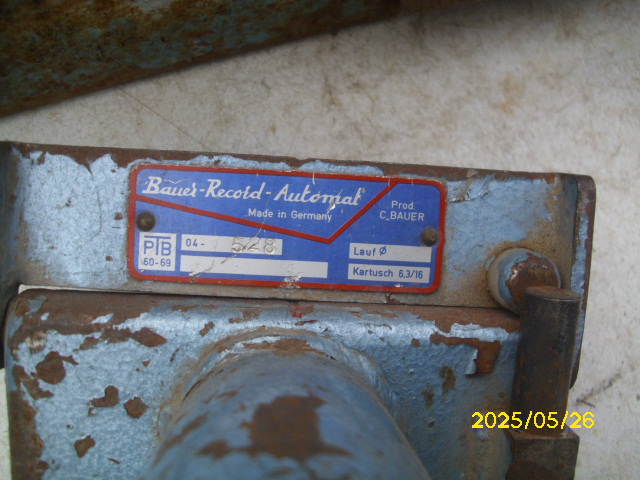 Bauer-Record-Automat
Made in Germany
Prod.
C. BAUER
PTB
60-69
04- 528
Lauf Ø
Kartusch 6,3/16
2025/05/26